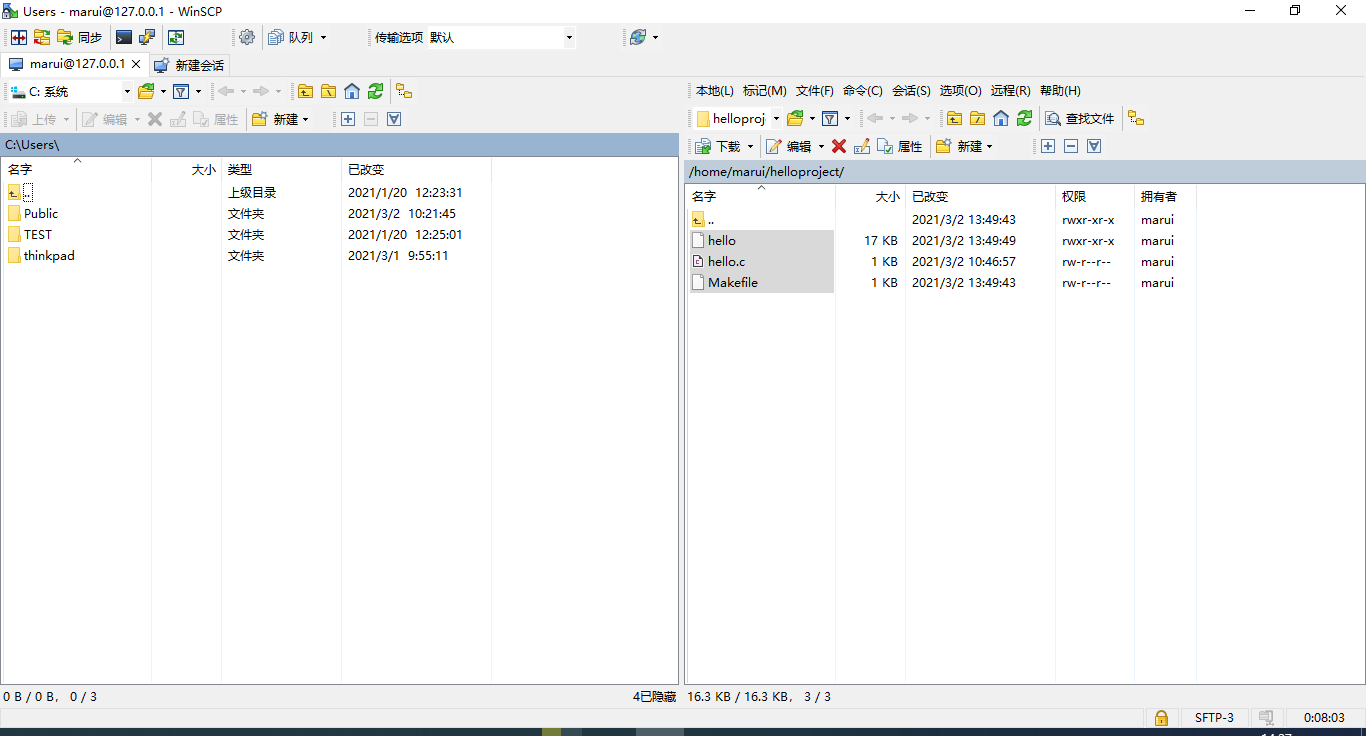 Users - marui@127.0.0.1 - WinSCP
同步 队列 传输选项 默认
marui@127.0.0.1 × 新建会话
C: 系统
上传 编辑 属性 新建
C:\Users\
名字 大小 类型 已改变
.. 上级目录 2021/1/20 12:23:31
Public 文件夹 2021/3/2 10:21:45
TEST 文件夹 2021/1/20 12:25:01
thinkpad 文件夹 2021/3/1 9:55:11
0 B / 0 B， 0 / 3 4已隐藏
本地(L) 标记(M) 文件(F) 命令(C) 会话(S) 选项(O) 远程(R) 帮助(H)
helloproj 查找文件
下载 编辑 属性 新建
/home/marui/helloproject/
名字 大小 已改变 权限 拥有者
.. 2021/3/2 13:49:43 rwxr-xr-x marui
hello 17 KB 2021/3/2 13:49:49 rwxr-xr-x marui
hello.c 1 KB 2021/3/2 10:46:57 rw-r--r-- marui
Makefile 1 KB 2021/3/2 13:49:43 rw-r--r-- marui
16.3 KB / 16.3 KB， 3 / 3
SFTP-3 0:08:03